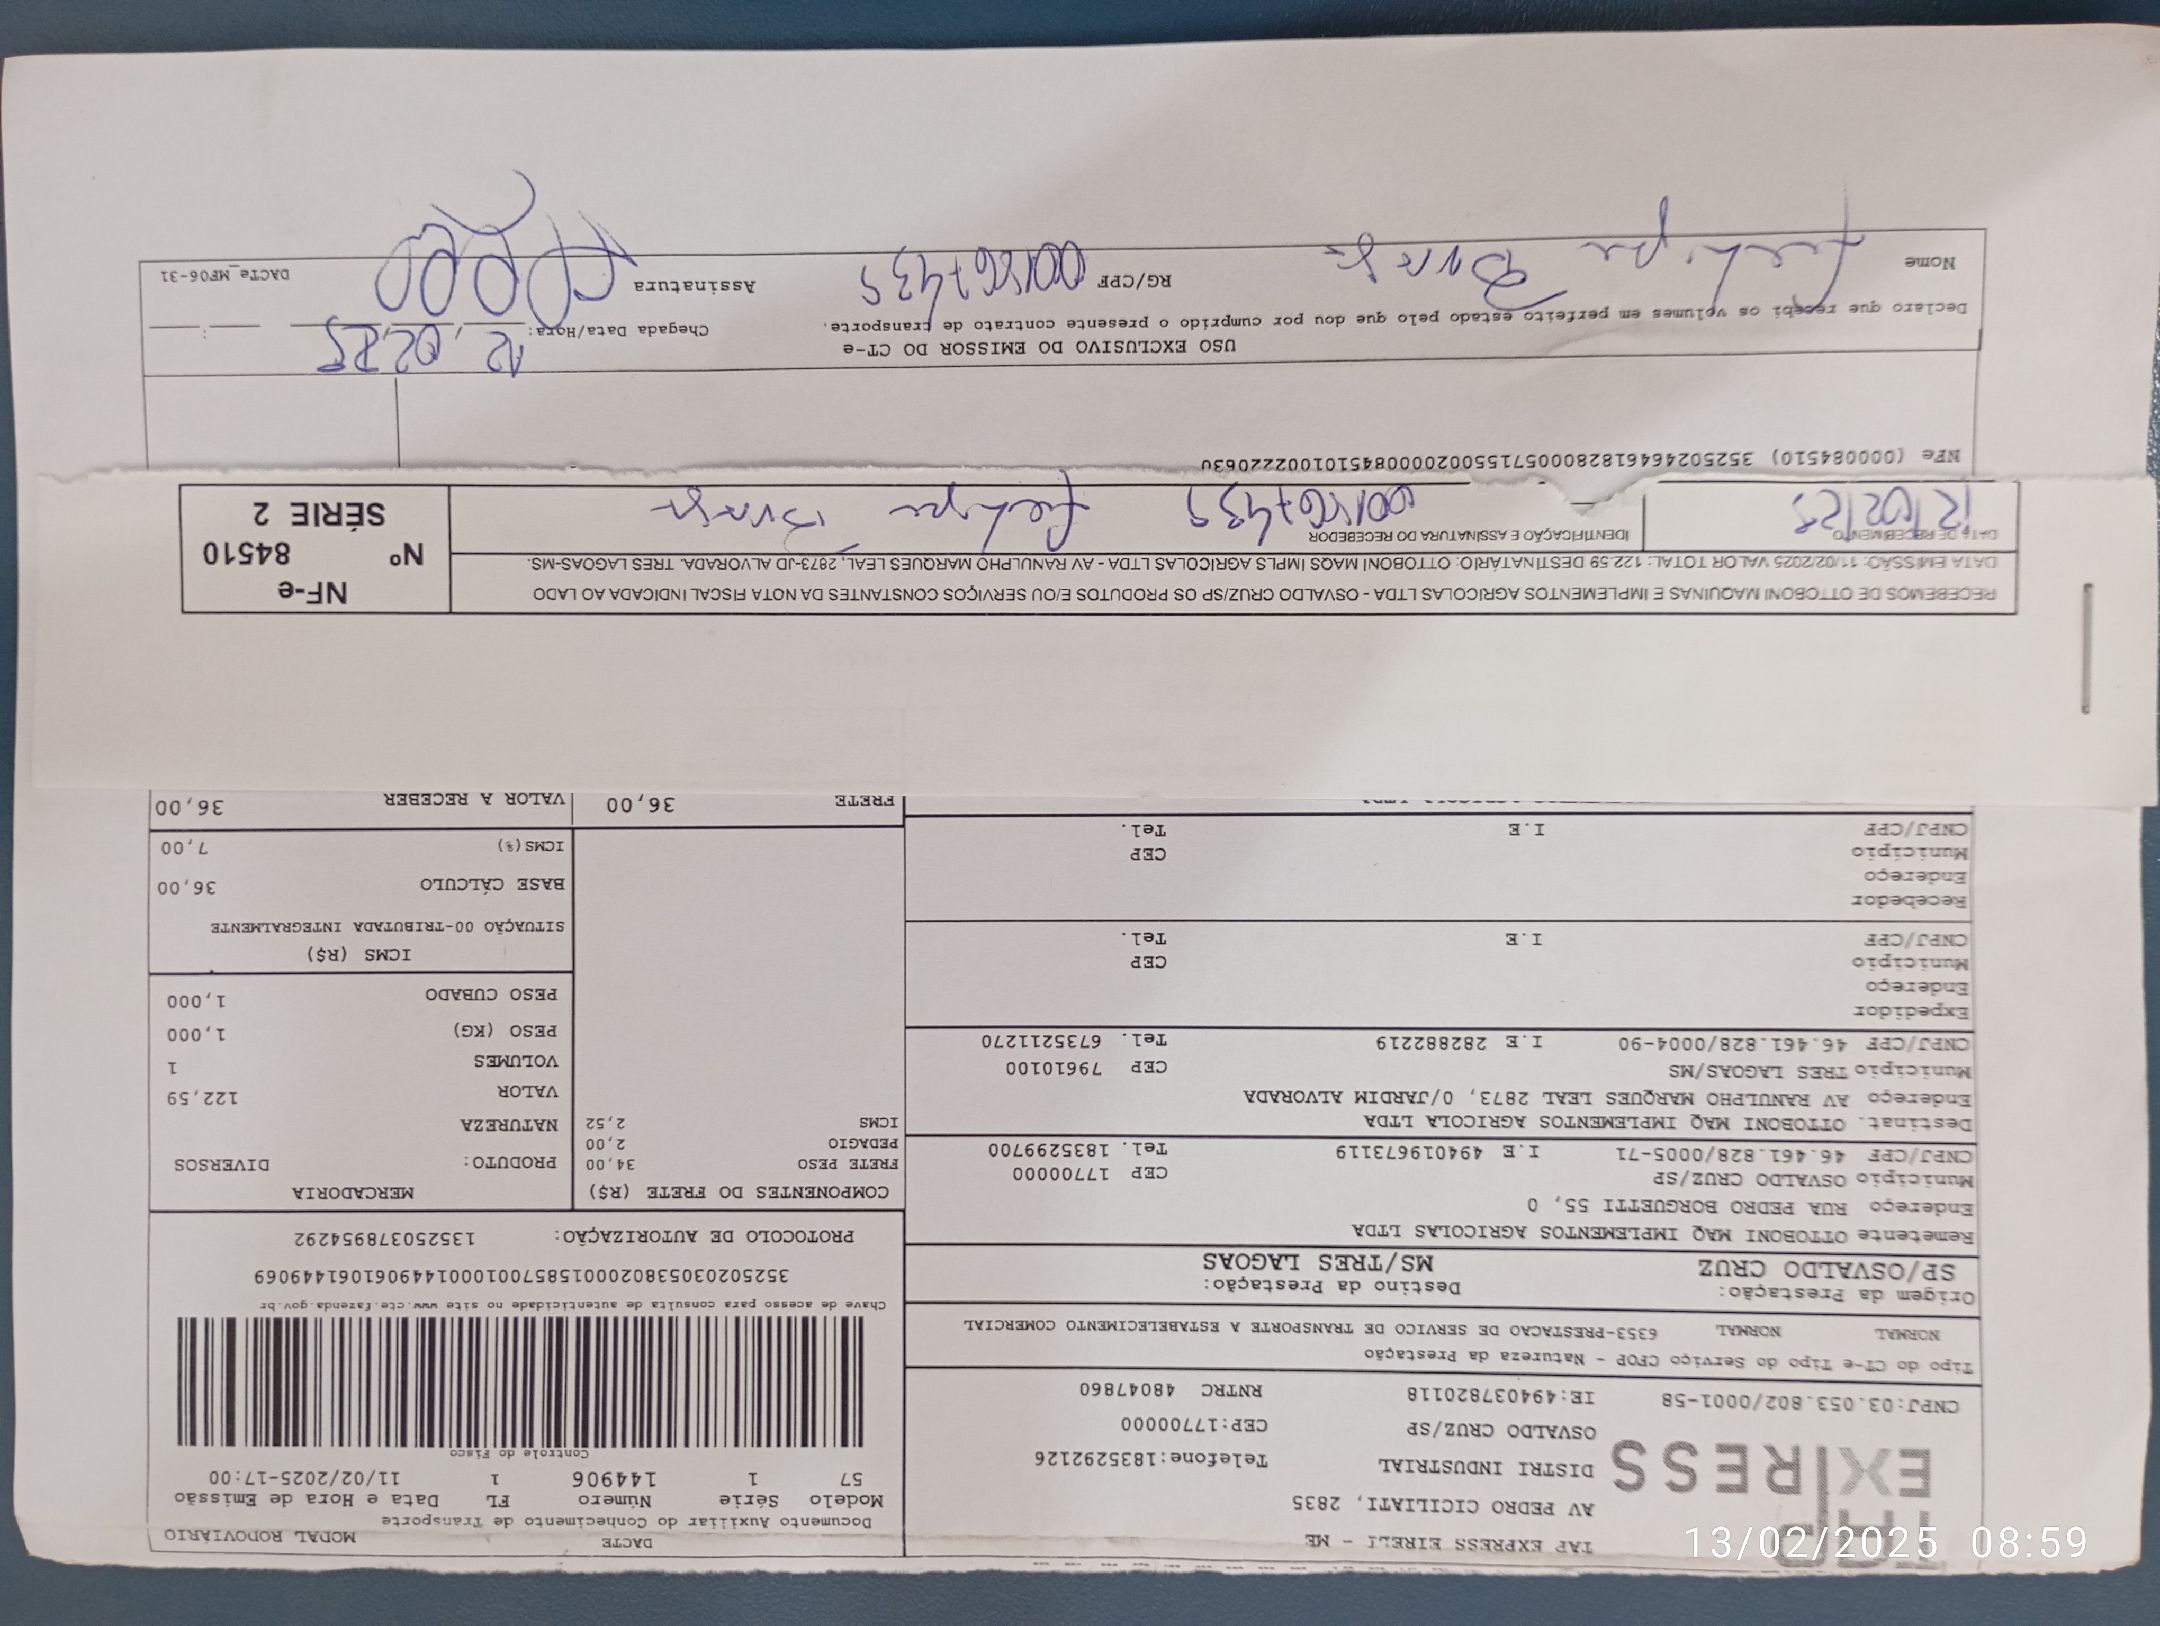 TAP EXPRESS EIRELI - ME
AV PEDRO CICILIATI, 2835
DISTRI INDUSTRIAL Telefone:1835292126
OSVALDO CRUZ/SP CEP:17700000
CNPJ:03.053.802/0001-58 IE:494037820118 RNTRC 48047860
TAP
EXPRESS
DACTE MODAL RODOVIÁRIO
Documento Auxiliar do Conhecimento de Transporte
Modelo Série Número FL Data e Hora de Emissão
57 1 144906 1 11/02/2025-17:00
Controle do Fisco
Chave de acesso para consulta de autenticidade no site www.cte.fazenda.gov.br
35250203053802000158570010001449061061449069
PROTOCOLO DE AUTORIZAÇÃO: 135250378954292
Tipo do CT-e Tipo do Serviço CFOP - Natureza da Prestação
NORMAL NORMAL 6353-PRESTACAO DE SERVICO DE TRANSPORTE A ESTABELECIMENTO COMERCIAL
Origem da Prestação: Destino da Prestação:
SP/OSVALDO CRUZ MS/TRES LAGOAS
Remetente OTTOBONI MAQ IMPLEMENTOS AGRICOLAS LTDA
Endereço RUA PEDRO BORGUETTI 55, 0
Município OSVALDO CRUZ/SP CEP 17700000
CNPJ/CPF 46.461.828/0005-71 I.E 494019673119 Tel. 1835299700
Destinat. OTTOBONI MAQ IMPLEMENTOS AGRICOLA LTDA
Endereço AV RANULPHO MARQUES LEAL 2873, 0/JARDIM ALVORADA
Município TRES LAGOAS/MS CEP 79610100
CNPJ/CPF 46.461.828/0004-90 I.E 282882219 Tel. 6735211270
Expedidor
Endereço
Município CEP
CNPJ/CPF I.E Tel.
Recebedor
Endereço
Município CEP
CNPJ/CPF I.E Tel.
COMPONENTES DO FRETE (R$)
FRETE PESO 34,00
PEDAGIO 2,00
ICMS 2,52
FRETE 36,00
MERCADORIA
PRODUTO: DIVERSOS
NATUREZA
VALOR 122,59
VOLUMES 1
PESO (KG) 1,000
PESO CUBADO 1,000
ICMS (R$)
SITUAÇÃO 00-TRIBUTADA INTEGRALMENTE
BASE CÁLCULO 36,00
ICMS(%) 7,00
VALOR A RECEBER 36,00
RECEBEMOS DE OTTOBONI MAQUINAS E IMPLEMENTOS AGRICOLAS LTDA - OSVALDO CRUZ/SP OS PRODUTOS E/OU SERVIÇOS CONSTANTES DA NOTA FISCAL INDICADA AO LADO
DATA EMISSÃO: 11/02/2025 VALOR TOTAL: 122.59 DESTINATÁRIO: OTTOBONI MAQS IMPLS AGRICOLAS LTDA - AV RANULPHO MARQUES LEAL, 2873-JD ALVORADA. TRES LAGOAS-MS.
DATA DE RECEBIMENTO IDENTIFICAÇÃO E ASSINATURA DO RECEBEDOR
12/02/25
NF-e
Nº 84510
SÉRIE 2
NFe (000084510) 35250246461828000571550020000845101002220630
USO EXCLUSIVO DO EMISSOR DO CT-e
Declaro que recebi os volumes em perfeito estado pelo que dou por cumprido o presente contrato de transporte.
Chegada Data/Hora: 12,02,25
Nome RG/CPF Assinatura
DACTe_MF06-31
13/02/2025 08:59